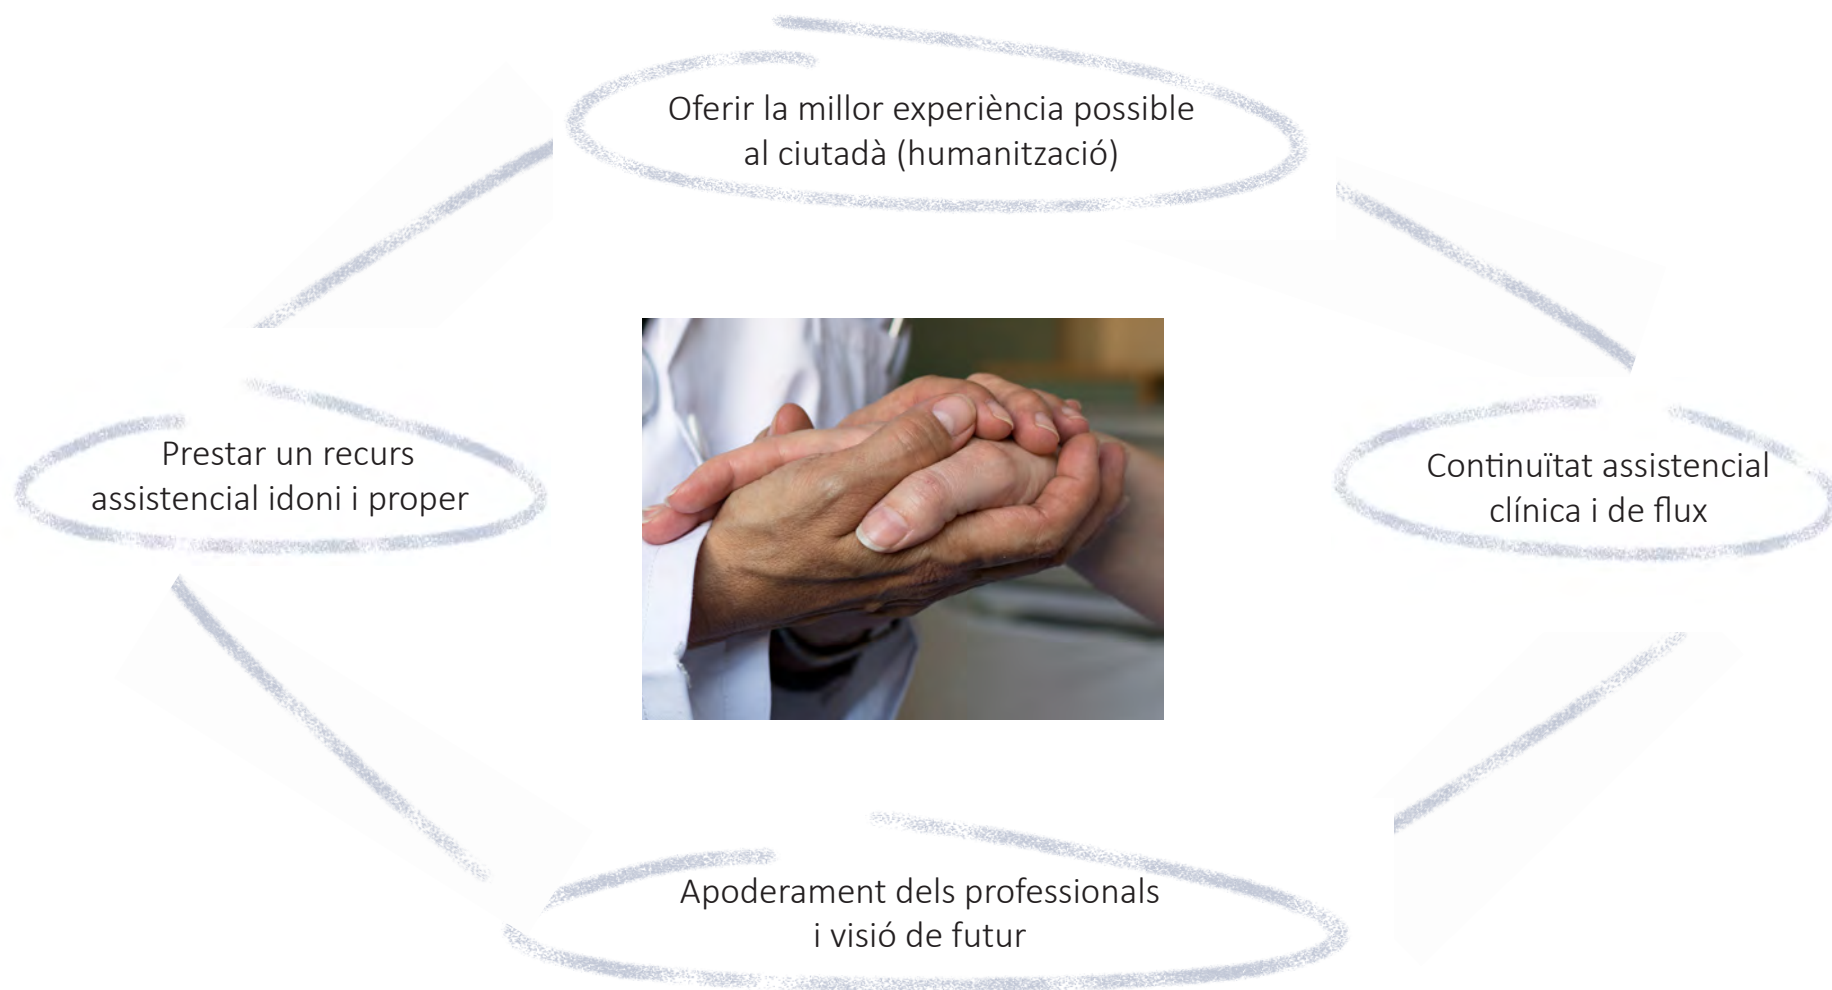 Oferir la millor experiència possible
al ciutadà (humanització)
Prestar un recurs
assistencial idoni i proper
Continuïtat assistencial
clínica i de flux
Apoderament dels professionals
i visió de futur